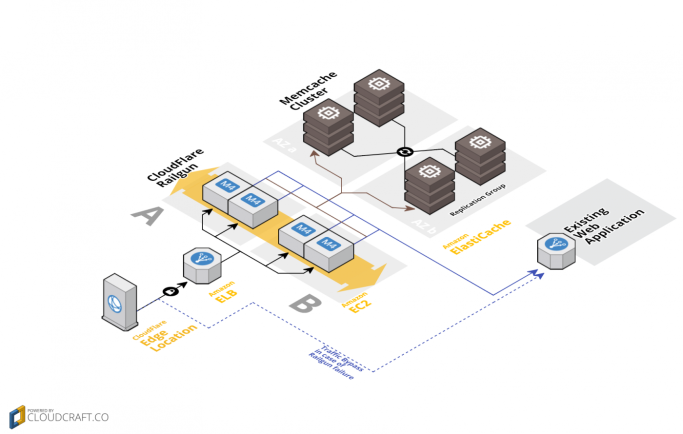 Memcache
Cluster
AZ a
CloudFlare
Railgun
M4
M4
M4
M4
A
B
AZ b
Replication Group
Amazon
ElastiCache
Existing
Web
Application
Amazon
ELB
Amazon
EC2
CloudFlare
Edge
Location
Traffic Bypass
in case of
Railgun failure
POWERED BY
CLOUDCRAFT.CO